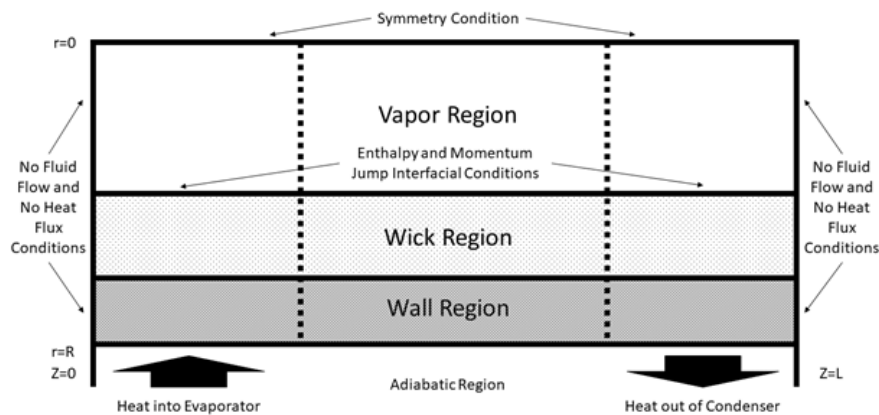 Symmetry Condition
r=0
Vapor Region
Enthalpy and Momentum
Jump Interfacial Conditions
No Fluid
Flow and
No Heat
Flux
Conditions
No Fluid
Flow and
No Heat
Flux
Conditions
Wick Region
Wall Region
r=R
Z=0
Z=L
Adiabatic Region
Heat into Evaporator
Heat out of Condenser